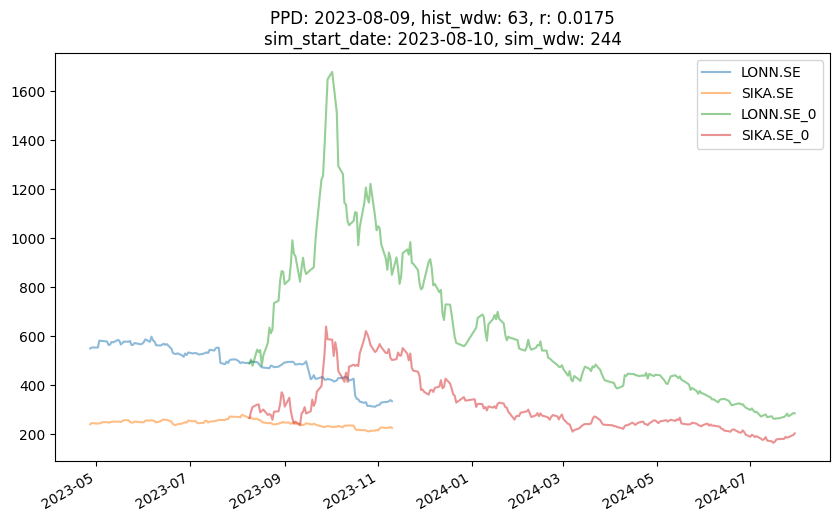 PPD: 2023-08-09, hist_wdw: 63, r: 0.0175
sim_start_date: 2023-08-10, sim_wdw: 244
LONN.SE
SIKA.SE
LONN.SE_0
SIKA.SE_0
1600
1400
1200
1000
800
600
400
200
2023-05
2023-07
2023-09
2023-11
2024-01
2024-03
2024-05
2024-07